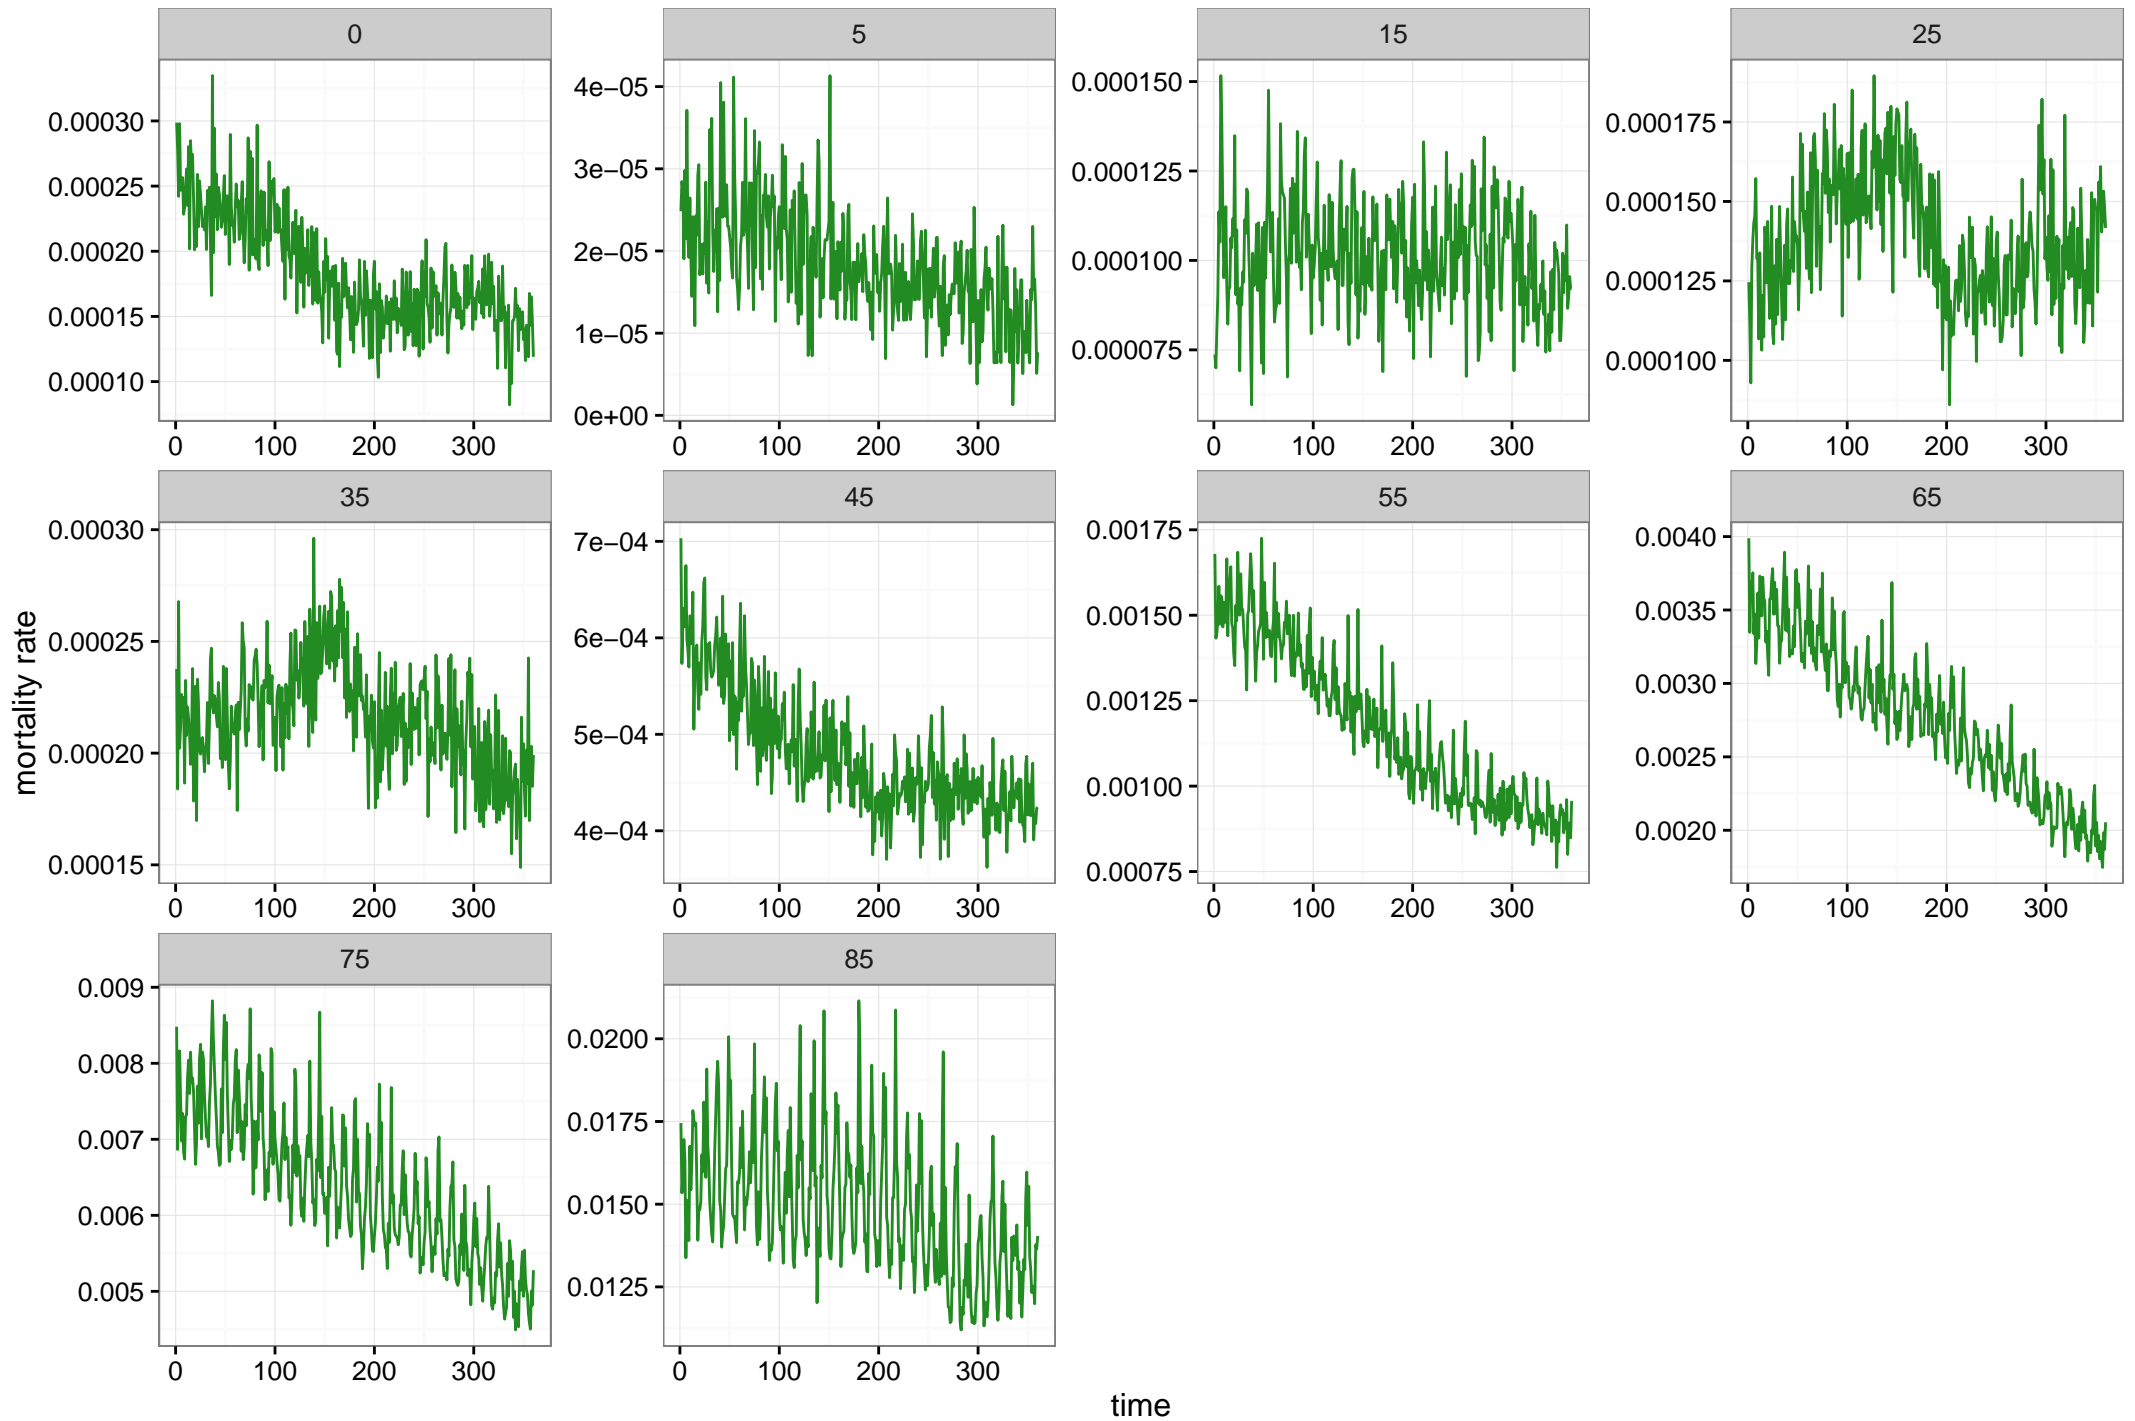 0 5 15 25
0.00030
0.00025
0.00020
0.00015
0.00010
0 100 200 300
4e−05
3e−05
2e−05
1e−05
0e+00
0 100 200 300
0.000150
0.000125
0.000100
0.000075
0 100 200 300
0.000175
0.000150
0.000125
0.000100
0 100 200 300
35 45 55 65
0.00030
0.00025
0.00020
0.00015
0 100 200 300
7e−04
6e−04
5e−04
4e−04
0 100 200 300
0.00175
0.00150
0.00125
0.00100
0.00075
0 100 200 300
0.0040
0.0035
0.0030
0.0025
0.0020
0 100 200 300
75 85
0.009
0.008
0.007
0.006
0.005
0 100 200 300
0.0200
0.0175
0.0150
0.0125
0 100 200 300
mortality rate
time